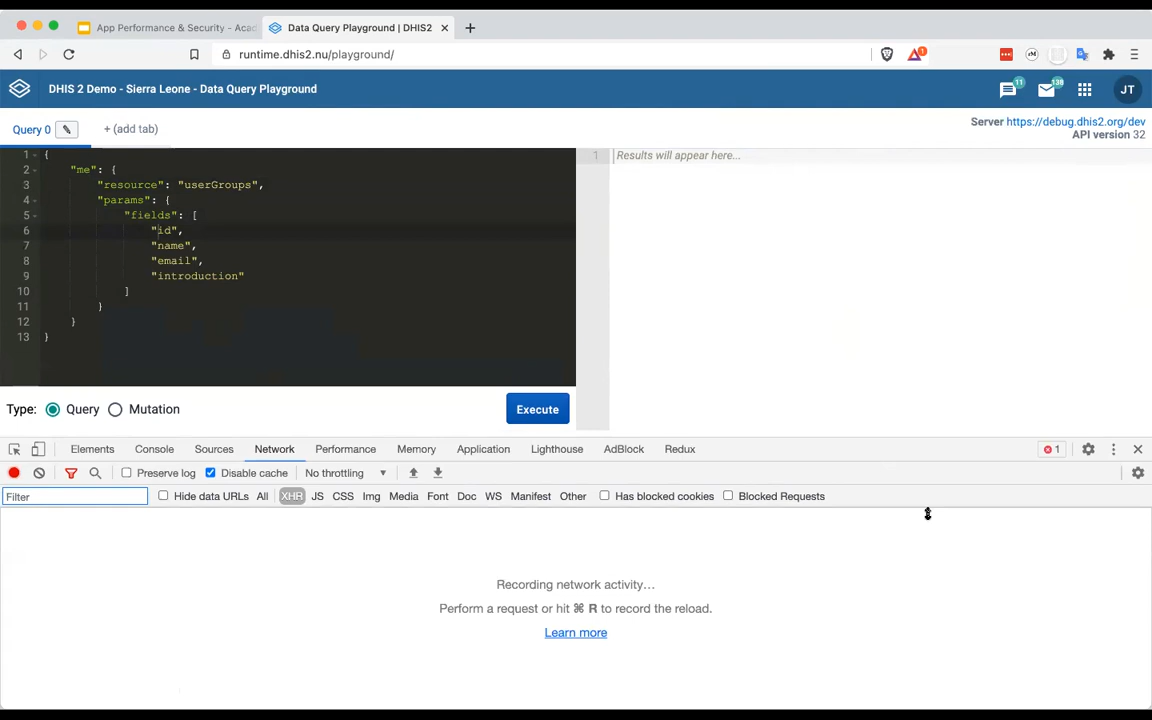 App Performance & Security - Acad
Data Query Playground | DHIS2
runtime.dhis2.nu/playground/
1
DHIS 2 Demo - Sierra Leone - Data Query Playground
11
138
JT
Query 0
+ (add tab)
Server https://debug.dhis2.org/dev
API version 32
1 {
2 "me": {
3 "resource": "userGroups",
4 "params": {
5 "fields": [
6 "id",
7 "name",
8 "email",
9 "introduction"
10 ]
11 }
12 }
13 }
1 Results will appear here...
Type: Query Mutation
Execute
Elements Console Sources Network Performance Memory Application Lighthouse AdBlock Redux 1
Preserve log Disable cache No throttling
Filter Hide data URLs All XHR JS CSS Img Media Font Doc WS Manifest Other Has blocked cookies Blocked Requests
Recording network activity…
Perform a request or hit ⌘ R to record the reload.
Learn more